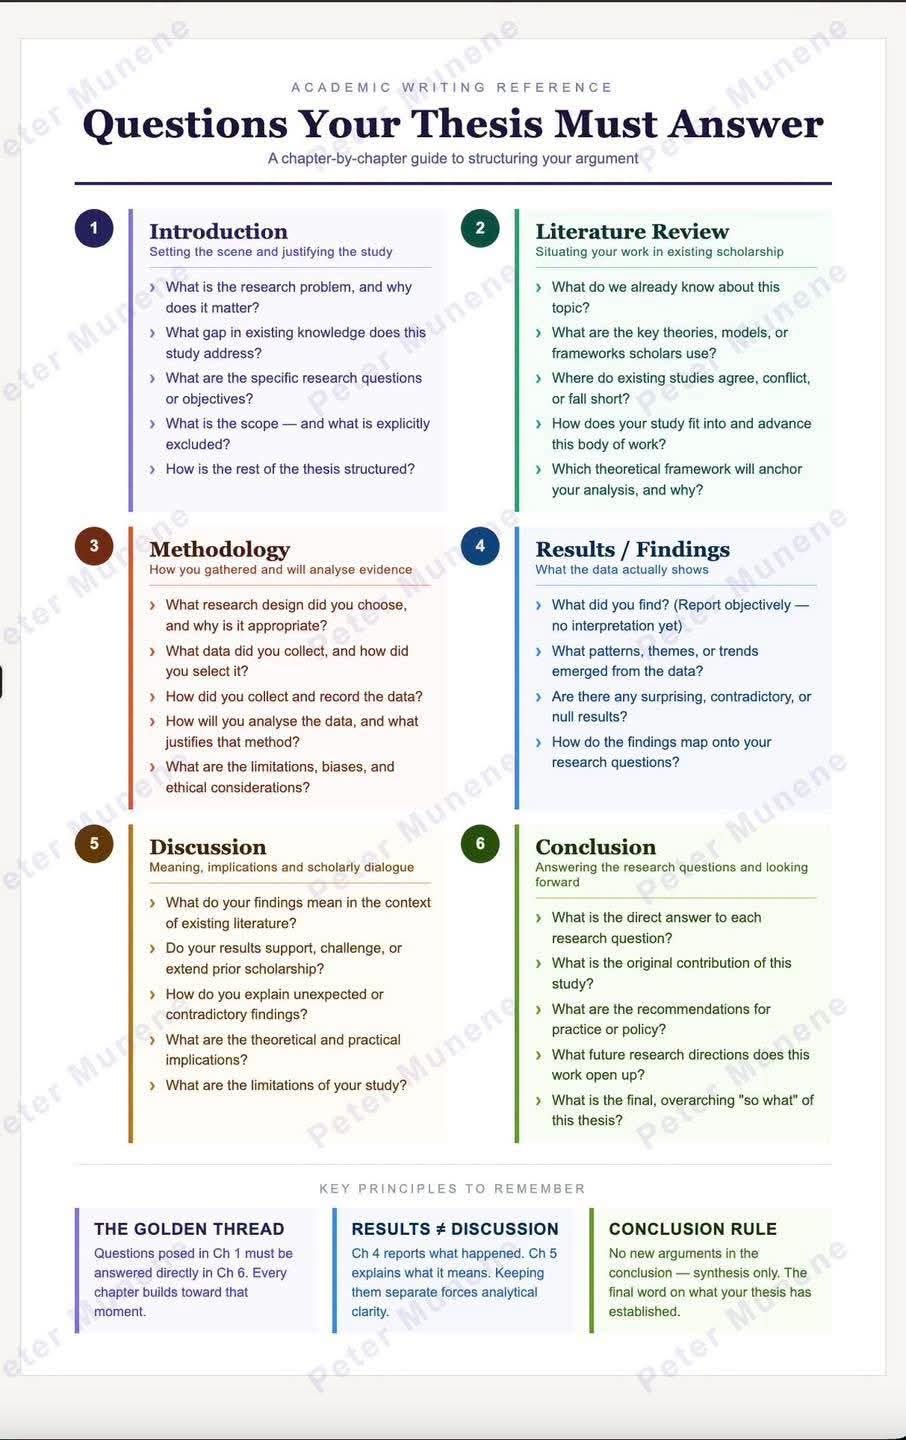 ACADEMIC WRITING REFERENCE
Questions Your Thesis Must Answer
A chapter-by-chapter guide to structuring your argument
1
Introduction
Setting the scene and justifying the study
› What is the research problem, and why
does it matter?
› What gap in existing knowledge does this
study address?
› What are the specific research questions
or objectives?
› What is the scope — and what is explicitly
excluded?
› How is the rest of the thesis structured?
2
Literature Review
Situating your work in existing scholarship
› What do we already know about this
topic?
› What are the key theories, models, or
frameworks scholars use?
› Where do existing studies agree, conflict,
or fall short?
› How does your study fit into and advance
this body of work?
› Which theoretical framework will anchor
your analysis, and why?
3
Methodology
How you gathered and will analyse evidence
› What research design did you choose,
and why is it appropriate?
› What data did you collect, and how did
you select it?
› How did you collect and record the data?
› How will you analyse the data, and what
justifies that method?
› What are the limitations, biases, and
ethical considerations?
4
Results / Findings
What the data actually shows
› What did you find? (Report objectively —
no interpretation yet)
› What patterns, themes, or trends
emerged from the data?
› Are there any surprising, contradictory, or
null results?
› How do the findings map onto your
research questions?
5
Discussion
Meaning, implications and scholarly dialogue
› What do your findings mean in the context
of existing literature?
› Do your results support, challenge, or
extend prior scholarship?
› How do you explain unexpected or
contradictory findings?
› What are the theoretical and practical
implications?
› What are the limitations of your study?
6
Conclusion
Answering the research questions and looking
forward
› What is the direct answer to each
research question?
› What is the original contribution of this
study?
› What are the recommendations for
practice or policy?
› What future research directions does this
work open up?
› What is the final, overarching "so what" of
this thesis?
KEY PRINCIPLES TO REMEMBER
THE GOLDEN THREAD
Questions posed in Ch 1 must be
answered directly in Ch 6. Every
chapter builds toward that
moment.
RESULTS ≠ DISCUSSION
Ch 4 reports what happened. Ch 5
explains what it means. Keeping
them separate forces analytical
clarity.
CONCLUSION RULE
No new arguments in the
conclusion — synthesis only. The
final word on what your thesis has
established.
Peter Munene